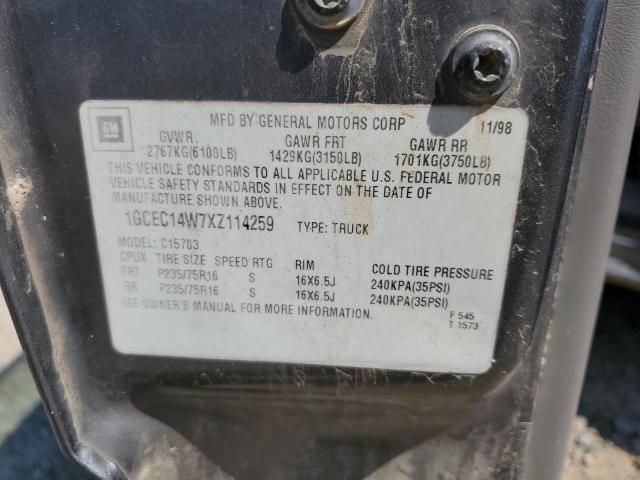 GM
MFD BY GENERAL MOTORS CORP 11/98
GVWR GAWR FRT GAWR RR
2767KG(6100LB) 1429KG(3150LB) 1701KG(3750LB)
THIS VEHICLE CONFORMS TO ALL APPLICABLE U.S. FEDERAL MOTOR
VEHICLE SAFETY STANDARDS IN EFFECT ON THE DATE OF
MANUFACTURE SHOWN ABOVE.
1GCEC14W7XZ114259 TYPE: TRUCK
MODEL: C15703
CPUX TIRE SIZE SPEED RTG RIM COLD TIRE PRESSURE
FRT P235/75R16 S 16X6.5J 240KPA(35PSI)
RR P235/75R16 S 16X6.5J 240KPA(35PSI)
SEE OWNER'S MANUAL FOR MORE INFORMATION.
F 545
T 1573